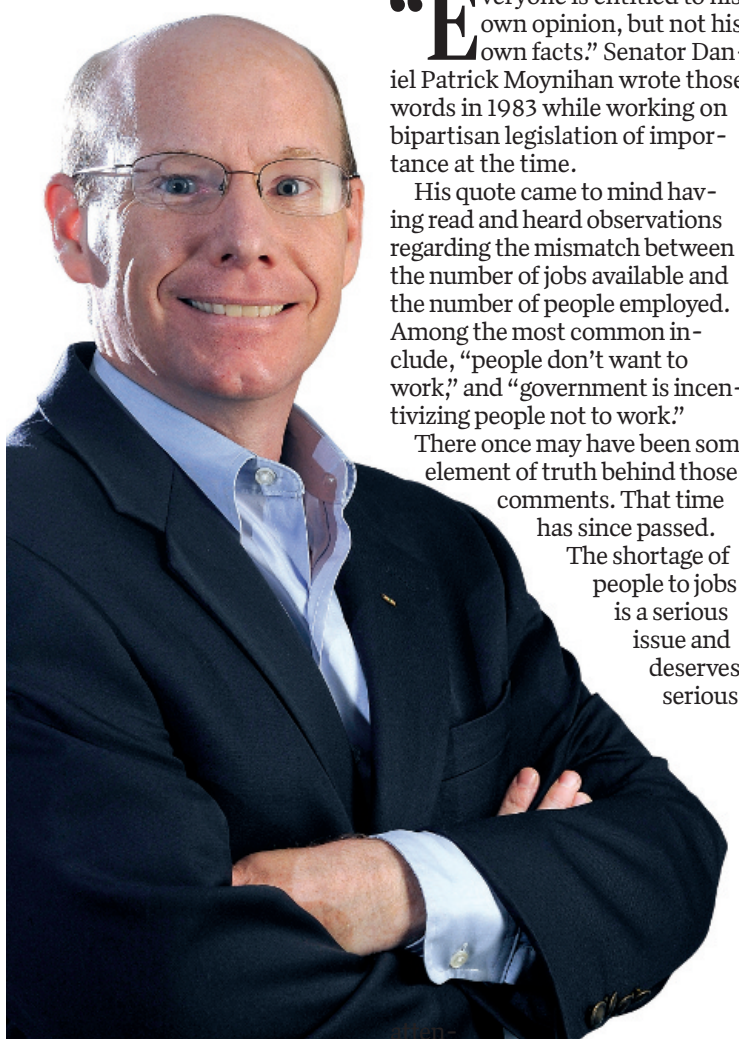 “Everyone is entitled to his
own opinion, but not his
own facts.” Senator Dan-
iel Patrick Moynihan wrote those
words in 1983 while working on
bipartisan legislation of impor-
tance at the time.
His quote came to mind hav-
ing read and heard observations
regarding the mismatch between
the number of jobs available and
the number of people employed.
Among the most common in-
clude, “people don’t want to
work,” and “government is incen-
tivizing people not to work.”
There once may have been som
element of truth behind those
comments. That time
has since passed.
The shortage of
people to jobs
is a serious
issue and
deserves
serious
atten-